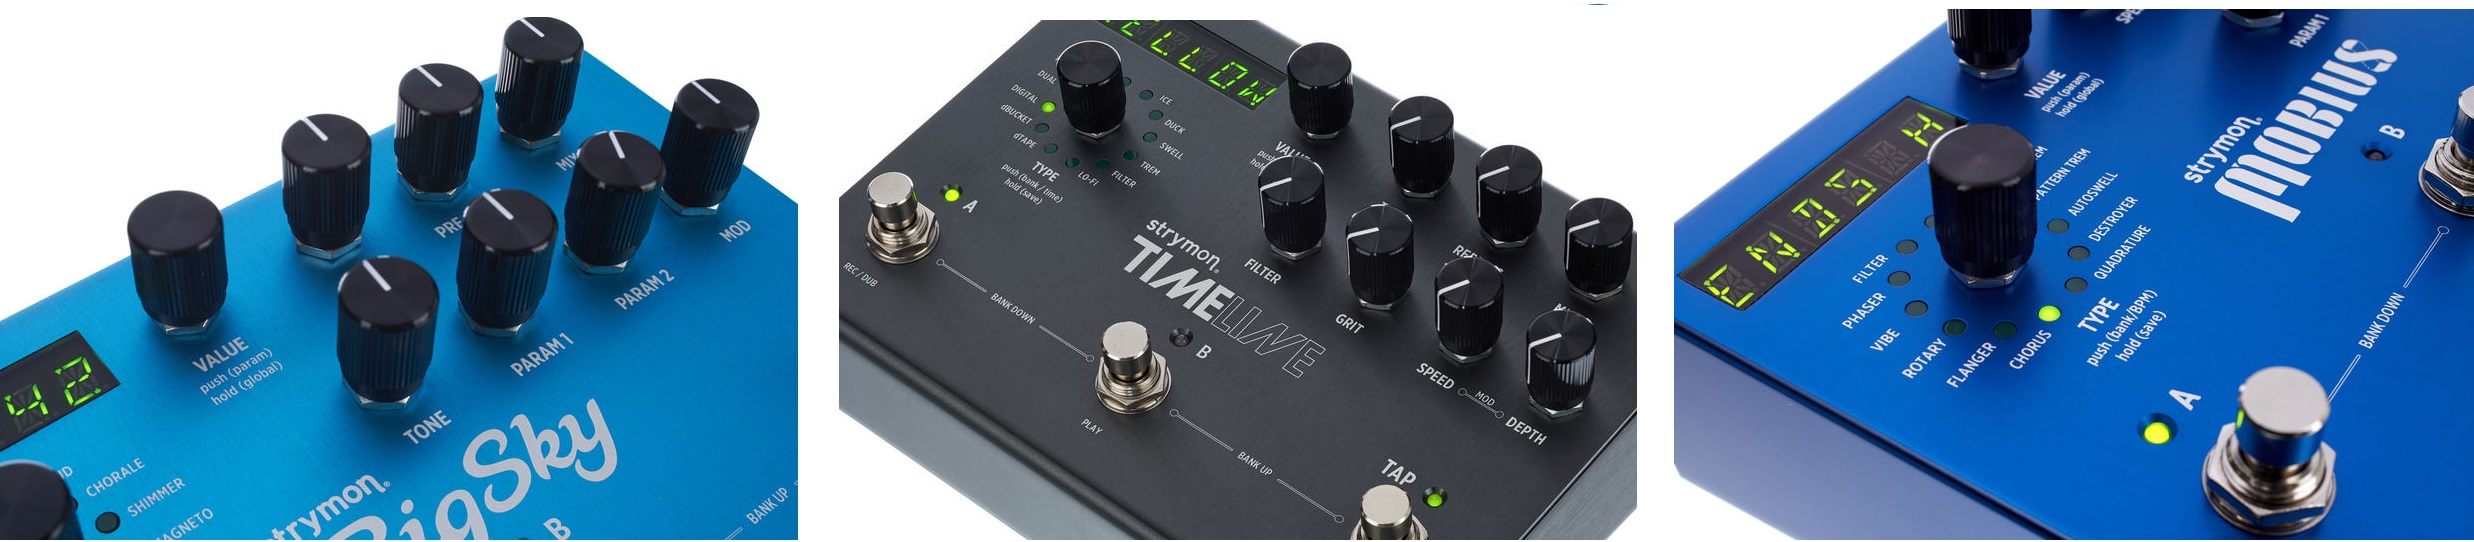 MIX
PRE
MOD
PARAM 2
PARAM 1
VALUE
push (param)
hold (global)
TONE
42
CHORALE
SHIMMER
MAGNETO
strymon.
BigSky
B
BANK UP
DUAL
DIGITAL
dBUCKET
dTAPE
LO-FI
FILTER
TREM
SWELL
DUCK
ICE
TYPE
push (bank/time)
hold (save)
A
REC/DUB
BANK DOWN
strymon.
TIMELINE
B
PLAY
BANK UP
FILTER
GRIT
SPEED
MOD
DEPTH
TAP
VALUE
PARAM 1
VALUE
push (param)
hold (global)
strymon.
MOBIUS
B
PATTERN TREM
AUTOSWELL
DESTROYER
QUADRATURE
FILTER
PHASER
VIBE
ROTARY
FLANGER
CHORUS
TYPE
push (bank/BPM)
hold (save)
BANK DOWN
A